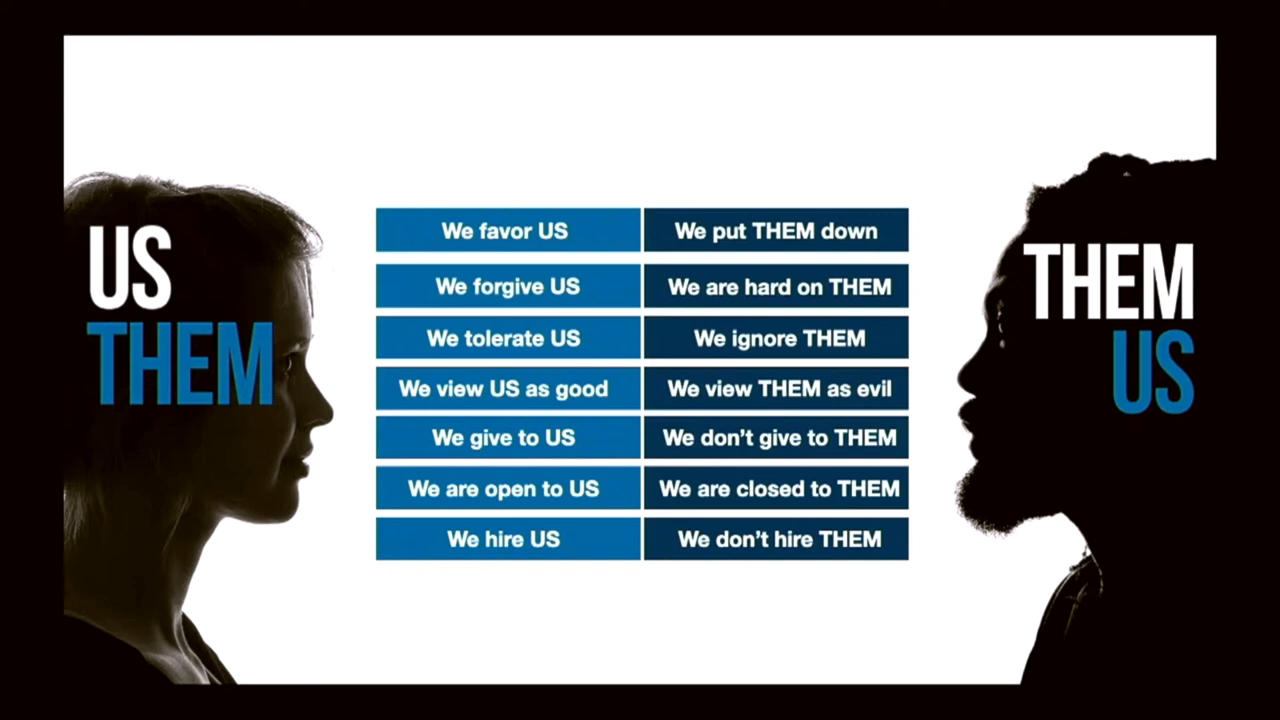 US
THEM
We favor US
We put THEM down
We forgive US
We are hard on THEM
We tolerate US
We ignore THEM
We view US as good
We view THEM as evil
We give to US
We don't give to THEM
We are open to US
We are closed to THEM
We hire US
We don't hire THEM
THEM
US